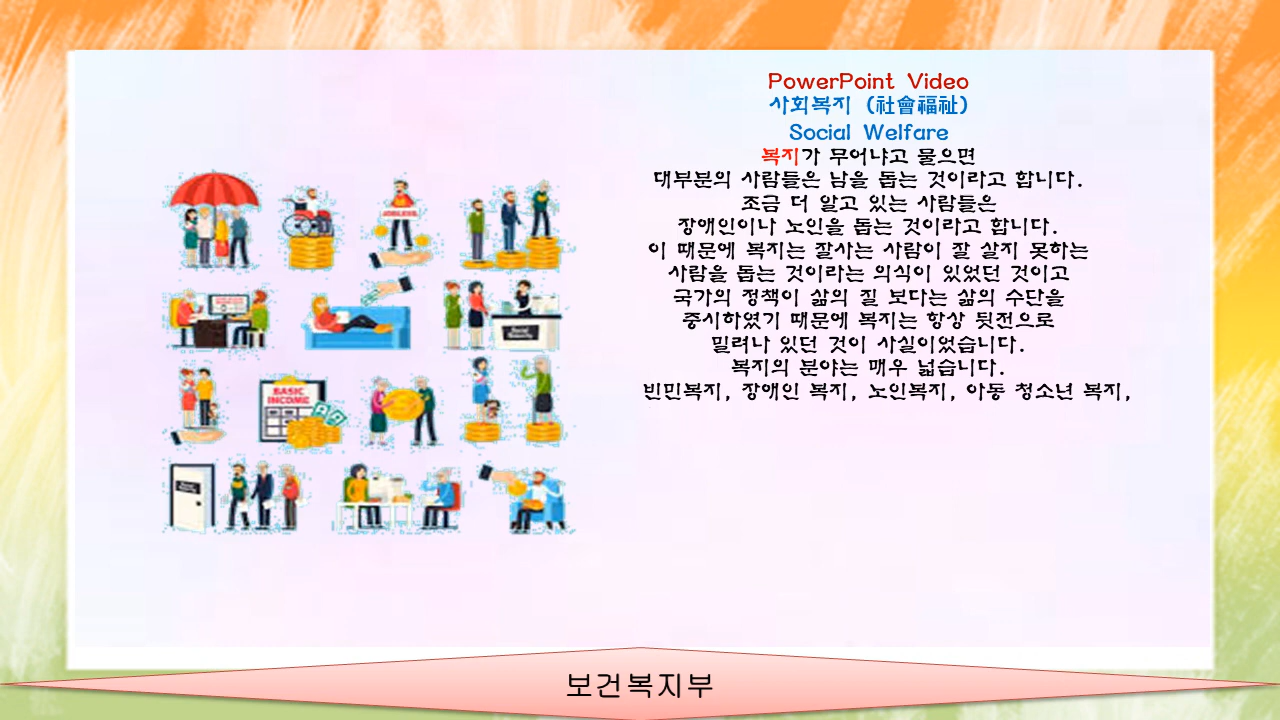 PowerPoint Video
사회복지 (社會福祉)
Social Welfare
복지가 무어냐고 물으면
대부분의 사람들은 남을 돕는 것이라고 합니다.
조금 더 알고 있는 사람들은
장애인이나 노인을 돕는 것이라고 합니다.
이 때문에 복지는 잘사는 사람이 잘 살지 못하는
사람을 돕는 것이라는 의식이 있었던 것이고
국가의 정책이 삶의 질 보다는 삶의 수단을
중시하였기 때문에 복지는 항상 뒷전으로
밀려나 있던 것이 사실이었습니다.
복지의 분야는 매우 넓습니다.
빈민복지, 장애인 복지, 노인복지, 아동 청소년 복지,
JOBLESS
Social
Security
BASIC
INCOME
보건복지부